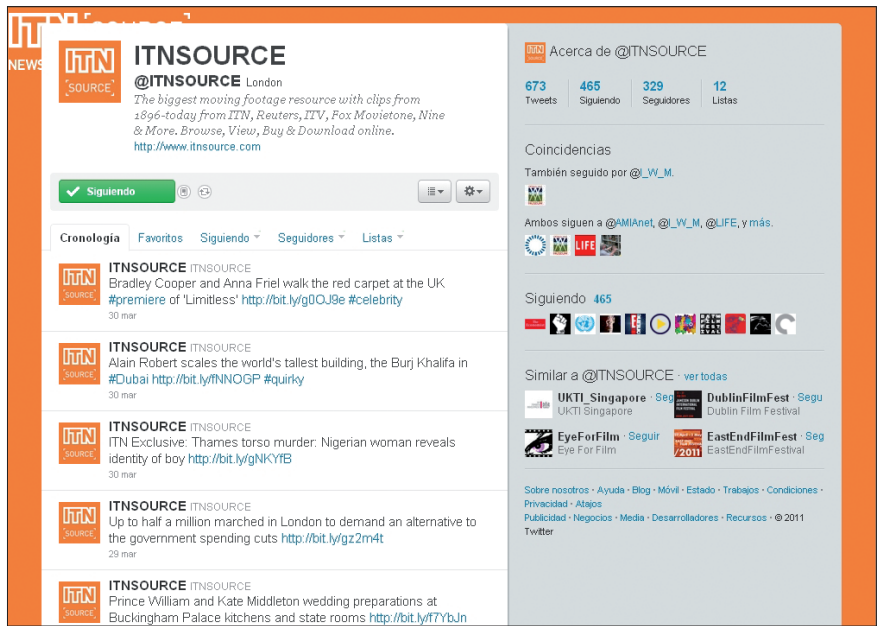 ITN [SOURCE]
NEWS
ITN
[SOURCE]
ITNSOURCE
@ITNSOURCE London
The biggest moving footage resource with clips from
1896-today from ITN, Reuters, ITV, Fox Movietone, Nine
& More. Browse, View, Buy & Download online.
http://www.itnsource.com
Siguiendo
Cronología Favoritos Siguiendo Seguidores Listas
ITN
[SOURCE]
ITNSOURCE ITNSOURCE
Bradley Cooper and Anna Friel walk the red carpet at the UK
#premiere of 'Limitless' http://bit.ly/g0OJ9e #celebrity
30 mar
ITN
[SOURCE]
ITNSOURCE ITNSOURCE
Alain Robert scales the world's tallest building, the Burj Khalifa in
#Dubai http://bit.ly/fNNOGP #quirky
30 mar
ITN
[SOURCE]
ITNSOURCE ITNSOURCE
ITN Exclusive: Thames torso murder: Nigerian woman reveals
identity of boy http://bit.ly/gNKYfB
30 mar
ITN
[SOURCE]
ITNSOURCE ITNSOURCE
Up to half a million marched in London to demand an alternative to
the government spending cuts http://bit.ly/gz2m4t
29 mar
ITN
[SOURCE]
ITNSOURCE ITNSOURCE
Prince William and Kate Middleton wedding preparations at
Buckingham Palace kitchens and state rooms http://bit.ly/f7YbJn
Acerca de @ITNSOURCE
673 465 329 12
Tweets Siguiendo Seguidores Listas
Coincidencias
También seguido por @I_W_M.
Ambos siguen a @AMIAnet, @I_W_M, @LIFE, y más.
LIFE
Siguiendo 465
Similar a @ITNSOURCE · ver todas
UKTI_Singapore · Seg
UKTI Singapore
DublinFilmFest · Segu
Dublin Film Festival
EyeForFilm · Seguir
Eye For Film
/2011
EastEndFilmFest · Seg
EastEndFilmFestival
Sobre nosotros · Ayuda · Blog · Móvil · Estado · Trabajos · Condiciones ·
Privacidad · Atajos
Publicidad · Negocios · Media · Desarrolladores · Recursos · © 2011
Twitter